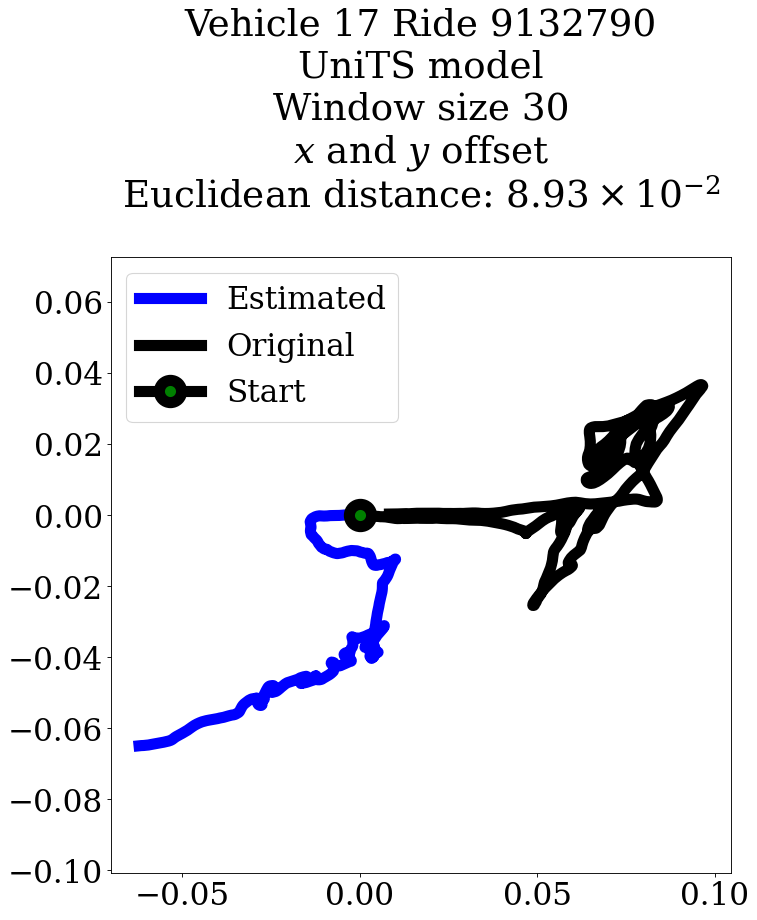 Vehicle 17 Ride 9132790
UniTS model
Window size 30
x and y offset
Euclidean distance: 8.93 × 10⁻²
Estimated
Original
Start
0.06
0.04
0.02
0.00
−0.02
−0.04
−0.06
−0.08
−0.10
−0.05
0.00
0.05
0.10